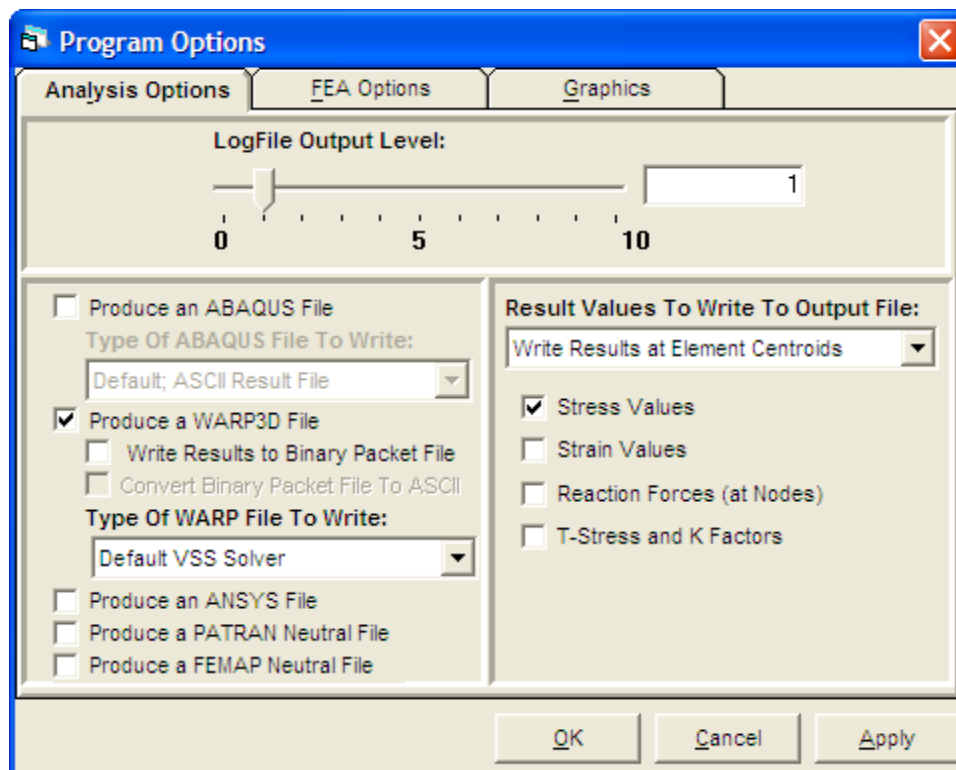 Program Options
Analysis Options
FEA Options
Graphics
LogFile Output Level:
1
0 5 10
Produce an ABAQUS File
Type Of ABAQUS File To Write:
Default; ASCII Result File
Produce a WARP3D File
Write Results to Binary Packet File
Convert Binary Packet File To ASCII
Type Of WARP File To Write:
Default VSS Solver
Produce an ANSYS File
Produce a PATRAN Neutral File
Produce a FEMAP Neutral File
Result Values To Write To Output File:
Write Results at Element Centroids
Stress Values
Strain Values
Reaction Forces (at Nodes)
T-Stress and K Factors
OK
Cancel
Apply